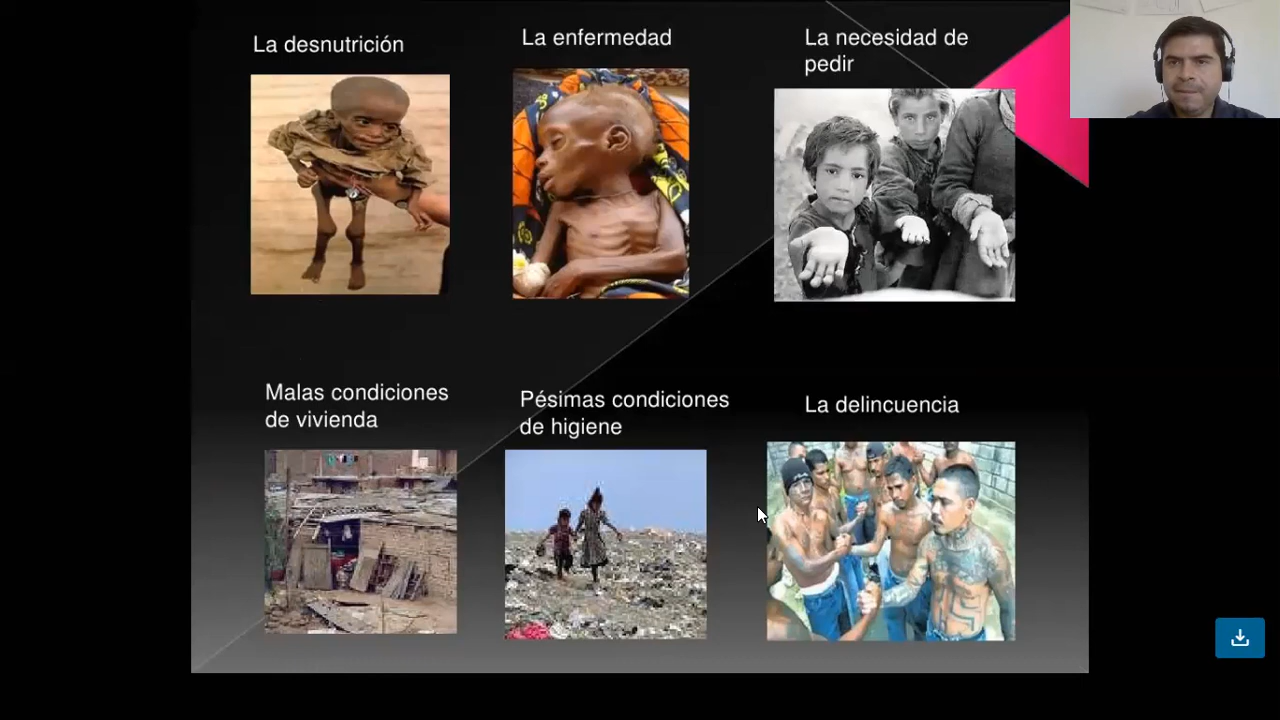 La desnutrición
La enfermedad
La necesidad de
pedir
Malas condiciones
de vivienda
Pésimas condiciones
de higiene
La delincuencia